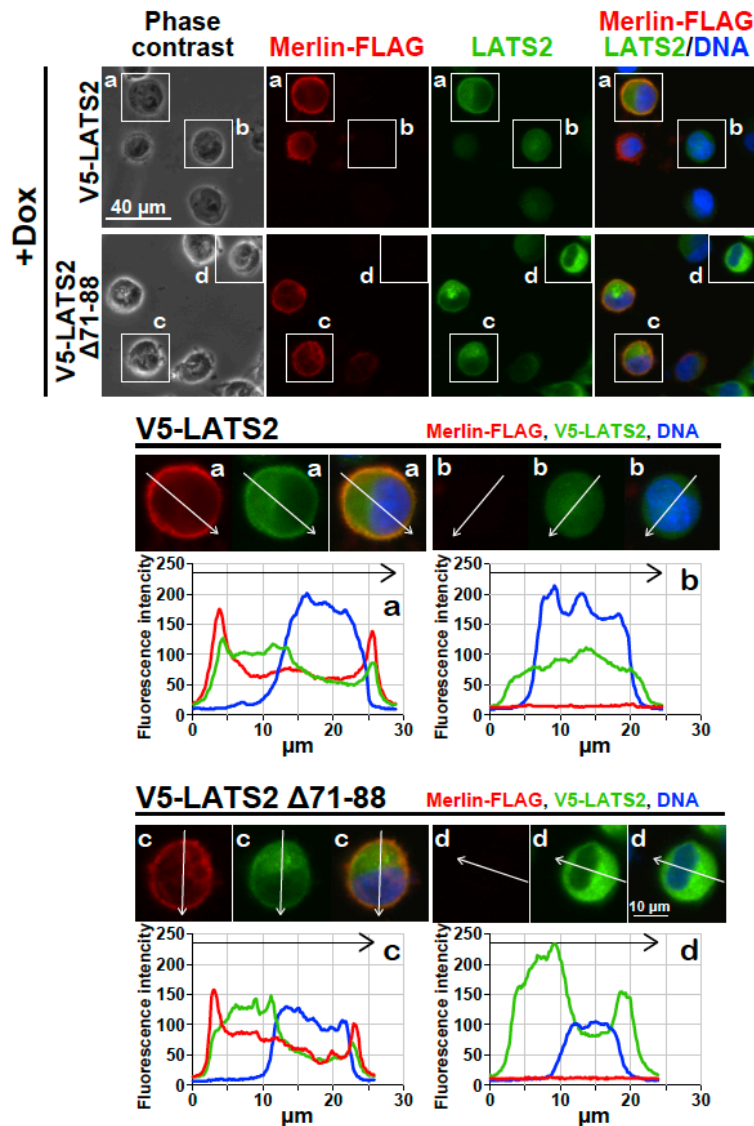 Phase contrast
Merlin-FLAG
LATS2
Merlin-FLAG
LATS2/DNA
+Dox
V5-LATS2
a
b
a
b
a
b
a
b
40 µm
V5-LATS2
Δ71-88
d
c
d
c
d
c
d
c
V5-LATS2
Merlin-FLAG, V5-LATS2, DNA
a
a
a
b
b
b
Fluorescence intencity
250
200
150
100
50
0
0
10
20
30
µm
a
Fluorescence intencity
250
200
150
100
50
0
0
10
20
30
µm
b
V5-LATS2 Δ71-88
Merlin-FLAG, V5-LATS2, DNA
c
c
c
d
d
d
10 µm
Fluorescence intencity
250
200
150
100
50
0
0
10
20
30
µm
c
Fluorescence intencity
250
200
150
100
50
0
0
10
20
30
µm
d